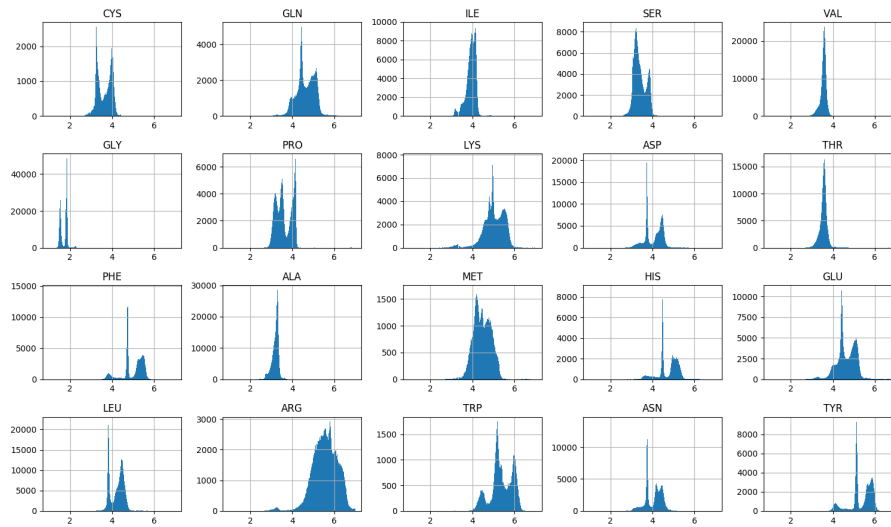 CYS GLN ILE SER VAL
2000 1000 0
4000 2000 0
10000 8000 6000 4000 2000 0
8000 6000 4000 2000 0
20000 10000 0
2 4 6 2 4 6 2 4 6 2 4 6 2 4 6
GLY PRO LYS ASP THR
40000 20000 0
6000 4000 2000 0
8000 6000 4000 2000 0
20000 15000 10000 5000 0
15000 10000 5000 0
2 4 6 2 4 6 2 4 6 2 4 6 2 4 6
PHE ALA MET HIS GLU
15000 10000 5000 0
30000 20000 10000 0
1500 1000 500 0
8000 6000 4000 2000 0
10000 8000 6000 4000 2000 0
2 4 6 2 4 6 2 4 6 2 4 6 2 4 6
LEU ARG TRP ASN TYR
20000 15000 10000 5000 0
3000 2000 1000 0
1500 1000 500 0
10000 5000 0
8000 6000 4000 2000 0
2 4 6 2 4 6 2 4 6 2 4 6 2 4 6